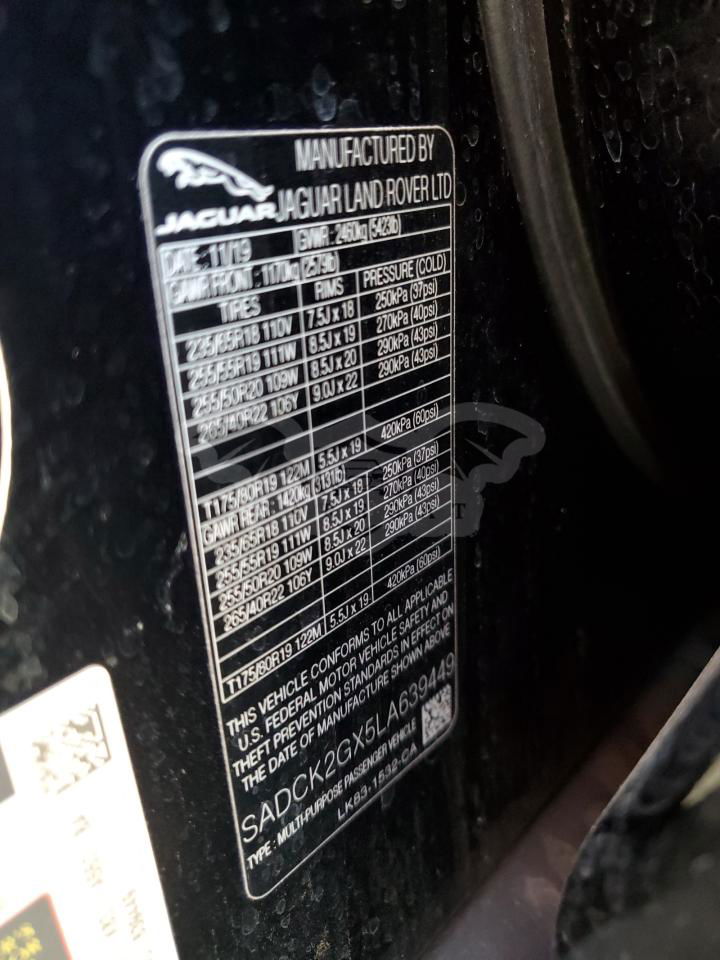 MANUFACTURED BY
JAGUAR JAGUAR LAND ROVER LTD
DATE: 11/19 GVWR: 2460kg (5423lb)
GAWR FRONT: 1170kg (2579lb)
TIRES RIMS PRESSURE (COLD)
235/65R18 110V 7.5J x 18 250kPa (37psi)
255/55R19 111W 8.5J x 19 270kPa (40psi)
255/50R20 109W 8.5J x 20 290kPa (43psi)
265/40R22 106Y 9.0J x 22 290kPa (43psi)
T175/80R19 122M 5.5J x 19 420kPa (60psi)
GAWR REAR: 1420kg (3131lb)
235/65R18 110V 7.5J x 18 250kPa (37psi)
255/55R19 111W 8.5J x 19 270kPa (40psi)
255/50R20 109W 8.5J x 20 290kPa (43psi)
265/40R22 106Y 9.0J x 22 290kPa (43psi)
T175/80R19 122M 5.5J x 19 420kPa (60psi)
THIS VEHICLE CONFORMS TO ALL APPLICABLE
U.S. FEDERAL MOTOR VEHICLE SAFETY AND
THEFT PREVENTION STANDARDS IN EFFECT ON
THE DATE OF MANUFACTURE SHOWN ABOVE
SADCK2GX5LA639449
TYPE: MULTI-PURPOSE PASSENGER VEHICLE
LKB3-1532-CA